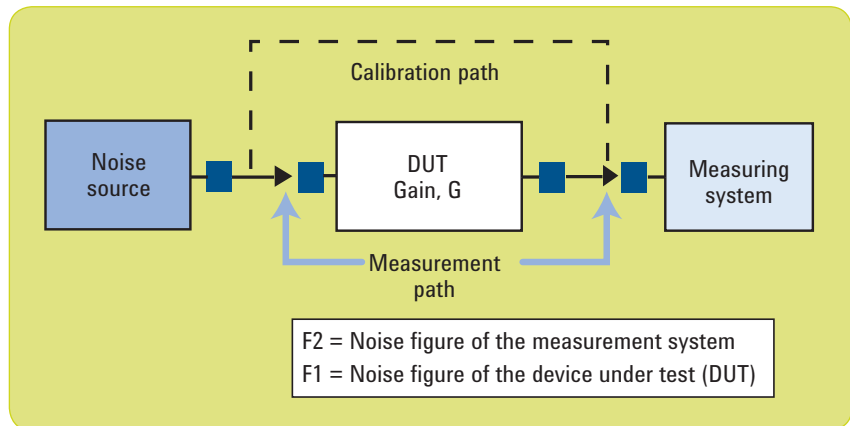 Calibration path
Noise
source
DUT
Gain, G
Measuring
system
Measurement
path
F2 = Noise figure of the measurement system
F1 = Noise figure of the device under test (DUT)